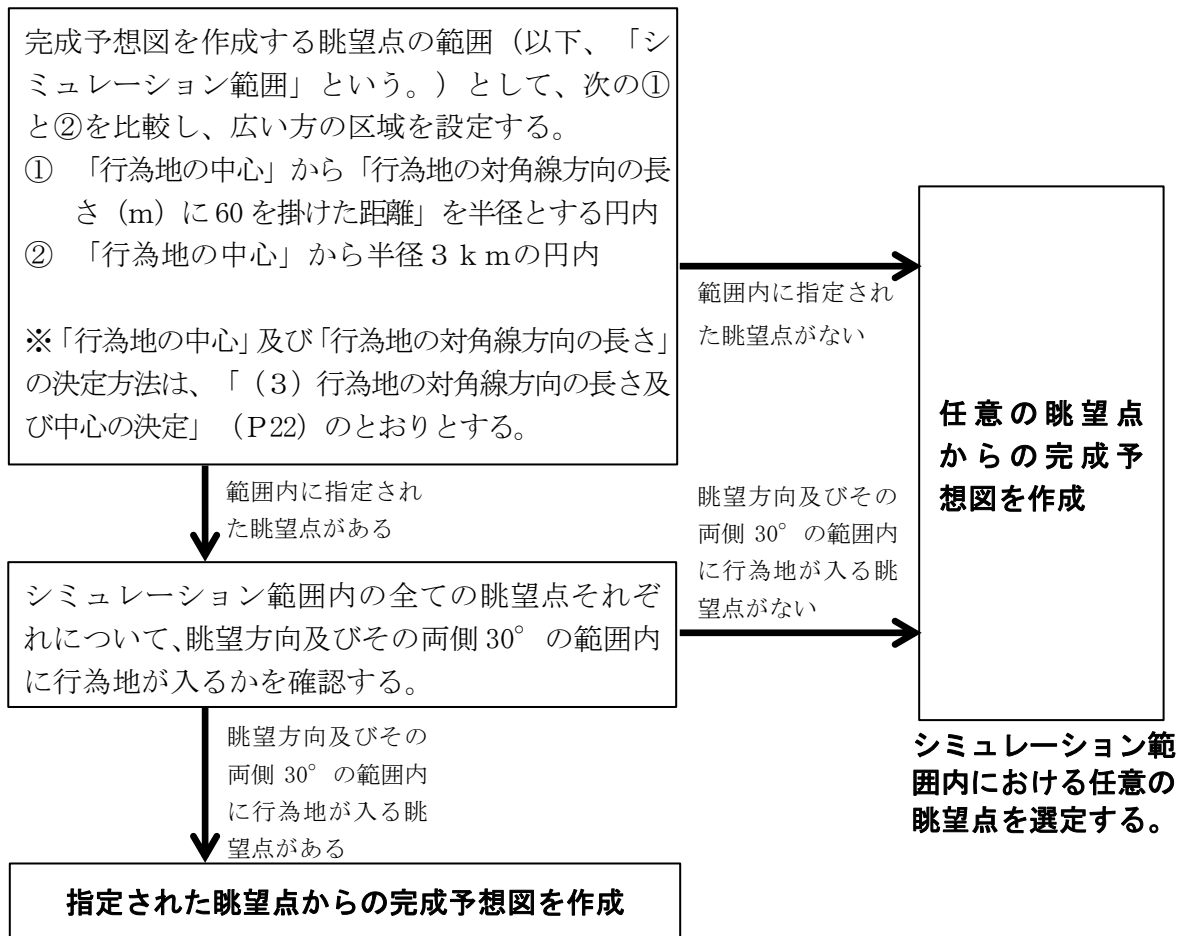 完成予想図を作成する眺望点の範囲（以下、「シ
ミュレーション範囲」という。）として、次の①
と②を比較し、広い方の区域を設定する。
① 「行為地の中心」から「行為地の対角線方向の長
さ（m）に 60 を掛けた距離」を半径とする円内
② 「行為地の中心」から半径３ｋｍの円内
※「行為地の中心」及び「行為地の対角線方向の長さ」
の決定方法は、「（３）行為地の対角線方向の長さ及
び中心の決定」（Ｐ22）のとおりとする。
範囲内に指定され
た眺望点がない
範囲内に指定され
た眺望点がある
シミュレーション範囲内の全ての眺望点それぞ
れについて、眺望方向及びその両側 30°の範囲内
に行為地が入るかを確認する。
眺望方向及びその
両側 30°の範囲内
に行為地が入る眺
望点がない
任意の眺望点
からの完成予
想図を作成
シミュレーション範
囲内における任意の
眺望点を選定する。
眺望方向及びその
両側 30°の範囲内
に行為地が入る眺
望点がある
指定された眺望点からの完成予想図を作成